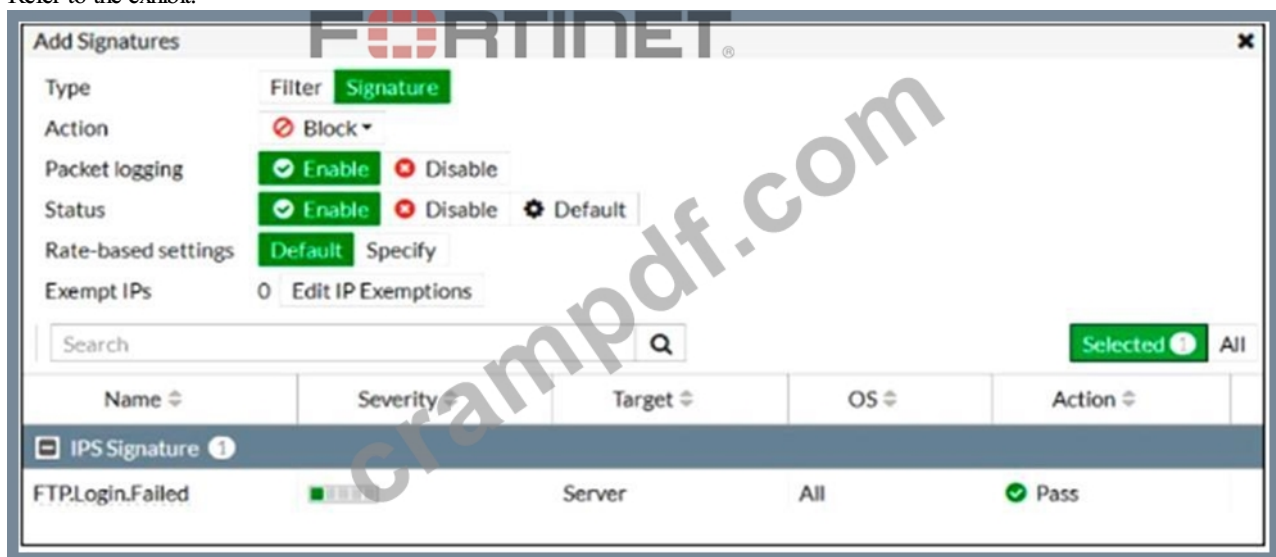 Refer to the exhibit.
FORTINET®
Add Signatures
Type Filter Signature
Action Block
Packet logging Enable Disable
Status Enable Disable Default
Rate-based settings Default Specify
Exempt IPs 0 Edit IP Exemptions
Search Selected 1 All
Name Severity Target OS Action
IPS Signature 1
FTP.Login.Failed Server All Pass
crampdf.com